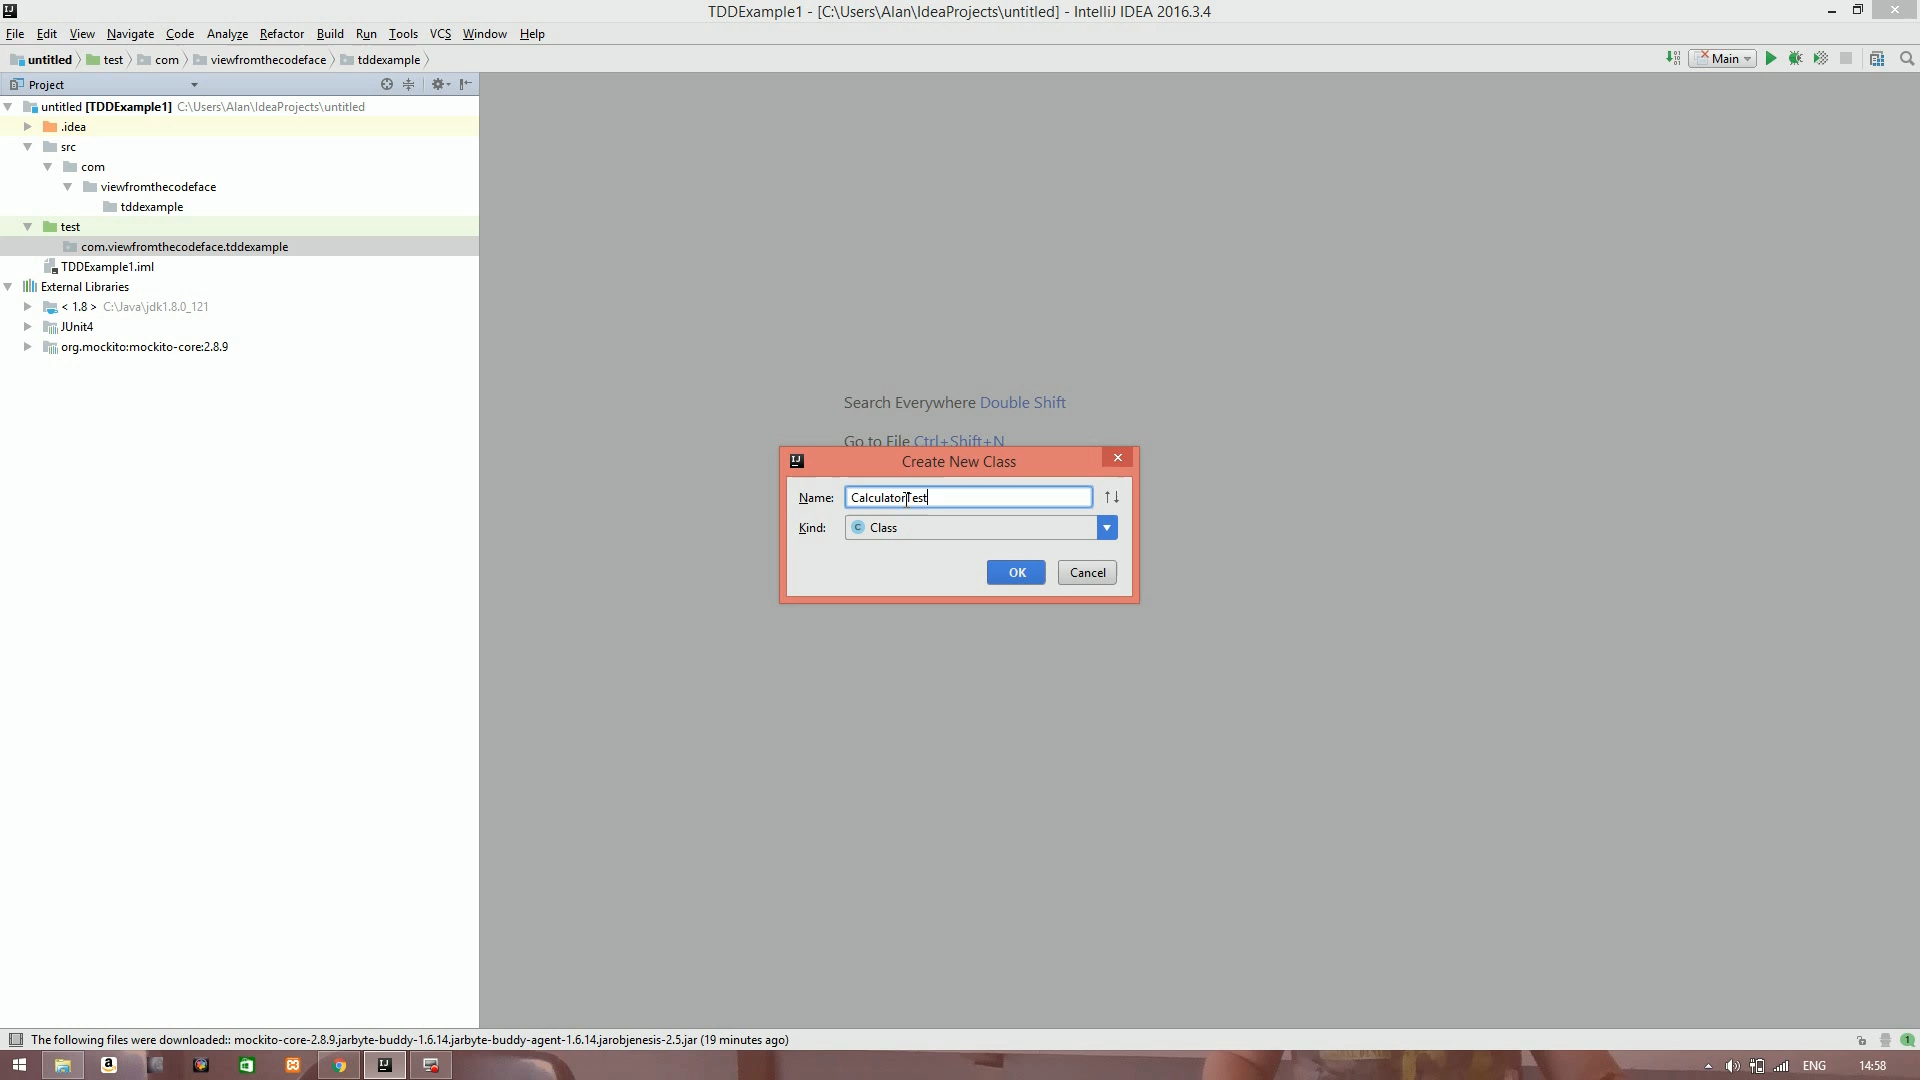 TDDExample1 - [C:\Users\Alan\IdeaProjects\untitled] - IntelliJ IDEA 2016.3.4
File Edit View Navigate Code Analyze Refactor Build Run Tools VCS Window Help
untitled test com viewfromthecodeface tddexample Main
Project
untitled [TDDExample1] C:\Users\Alan\IdeaProjects\untitled
.idea
src
com
viewfromthecodeface
tddexample
test
com.viewfromthecodeface.tddexample
TDDExample1.iml
External Libraries
< 1.8 > C:\Java\jdk1.8.0_121
JUnit4
org.mockito:mockito-core:2.8.9
Search Everywhere Double Shift
Go to File Ctrl+Shift+N
Create New Class
Name: CalculatorTest
Kind: C Class
OK Cancel
The following files were downloaded:: mockito-core-2.8.9.jarbyte-buddy-1.6.14.jarbyte-buddy-agent-1.6.14.jarobjenesis-2.5.jar (19 minutes ago) 1
ENG 14:58